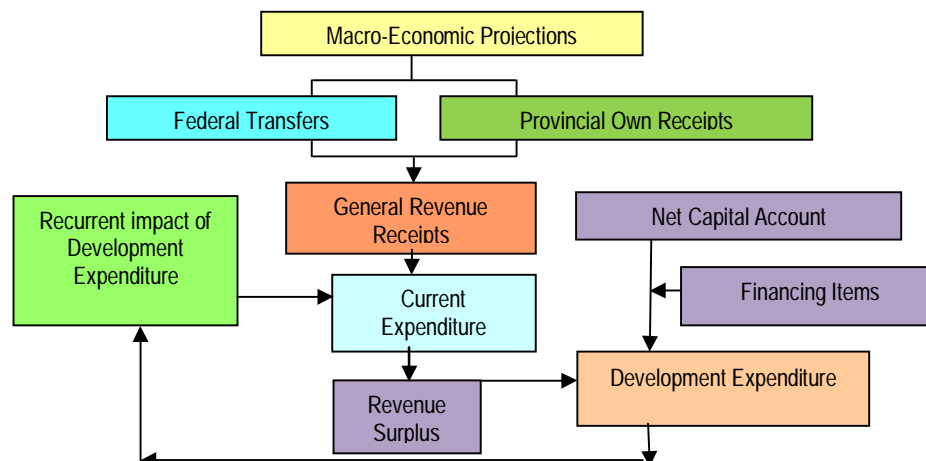 Macro-Economic Projections
Federal Transfers
Provincial Own Receipts
General Revenue
Receipts
Recurrent impact of
Development
Expenditure
Net Capital Account
Financing Items
Current
Expenditure
Development Expenditure
Revenue
Surplus